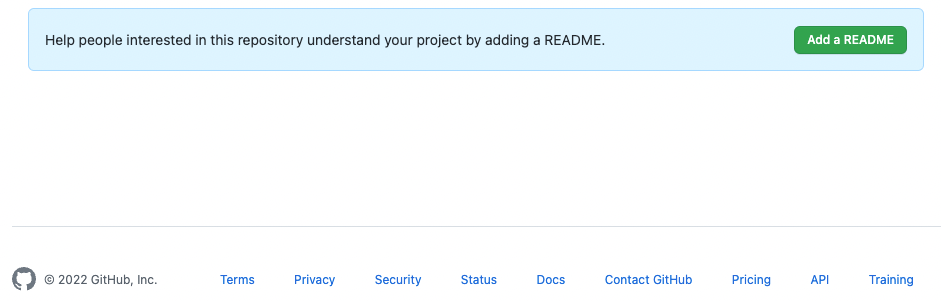 Help people interested in this repository understand your project by adding a README. Add a README
© 2022 GitHub, Inc. Terms Privacy Security Status Docs Contact GitHub Pricing API Training